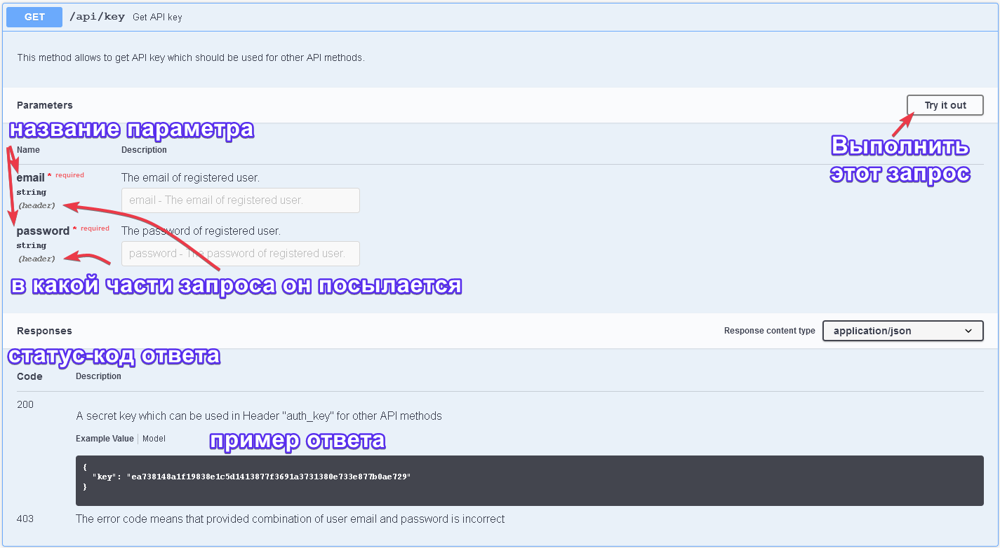 GET /api/key Get API key
This method allows to get API key which should be used for other API methods.
Parameters
Try it out
название параметра
Выполнить
этот запрос
Name Description
email * required The email of registered user.
string
(header)
email - The email of registered user.
password * required The password of registered user.
string
(header)
password - The password of registered user.
в какой части запроса он посылается
Responses
Response content type application/json
статус-код ответа
Code Description
200
A secret key which can be used in Header "auth_key" for other API methods
Example Value Model
пример ответа
{
"key": "ea738148a1f19838e1c5d1413877f3691a3731380e733e877b0ae729"
}
403 The error code means that provided combination of user email and password is incorrect